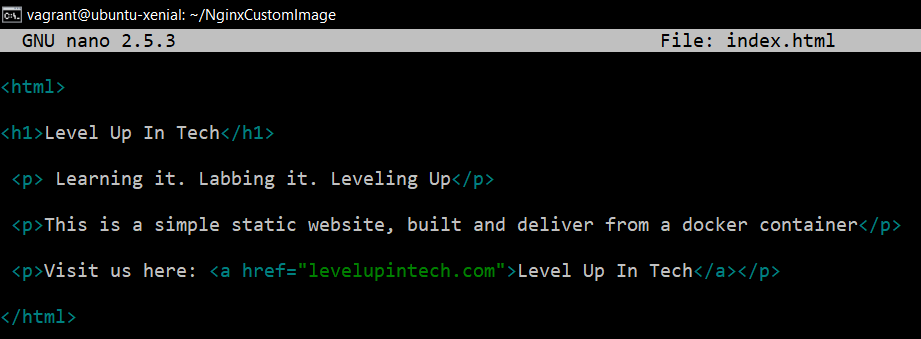 vagrant@ubuntu-xenial: ~/NginxCustomImage
GNU nano 2.5.3 File: index.html
<html>
<h1>Level Up In Tech</h1>
<p> Learning it. Labbing it. Leveling Up</p>
<p>This is a simple static website, built and deliver from a docker container</p>
<p>Visit us here: <a href="levelupintech.com">Level Up In Tech</a></p>
</html>